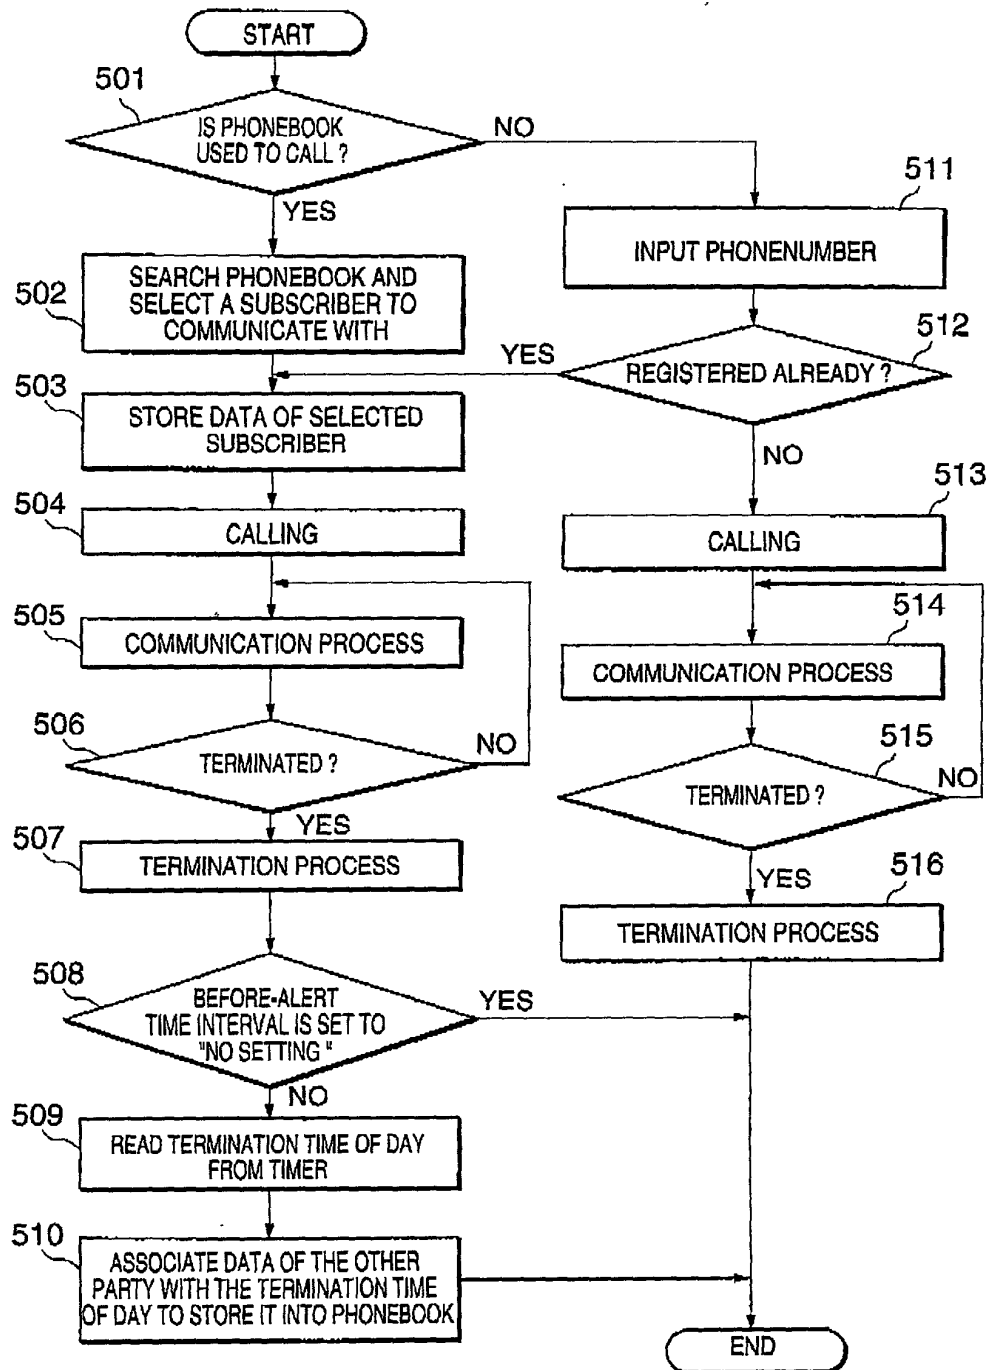 START
501
IS PHONEBOOK
USED TO CALL ?
NO
YES
511
INPUT PHONENUMBER
502
SEARCH PHONEBOOK AND
SELECT A SUBSCRIBER TO
COMMUNICATE WITH
512
REGISTERED ALREADY ?
YES
NO
503
STORE DATA OF SELECTED
SUBSCRIBER
504
CALLING
513
CALLING
505
COMMUNICATION PROCESS
514
COMMUNICATION PROCESS
506
TERMINATED ?
NO
YES
515
TERMINATED ?
NO
YES
507
TERMINATION PROCESS
516
TERMINATION PROCESS
508
BEFORE-ALERT
TIME INTERVAL IS SET TO
"NO SETTING "
YES
NO
509
READ TERMINATION TIME OF DAY
FROM TIMER
510
ASSOCIATE DATA OF THE OTHER
PARTY WITH THE TERMINATION TIME
OF DAY TO STORE IT INTO PHONEBOOK
END